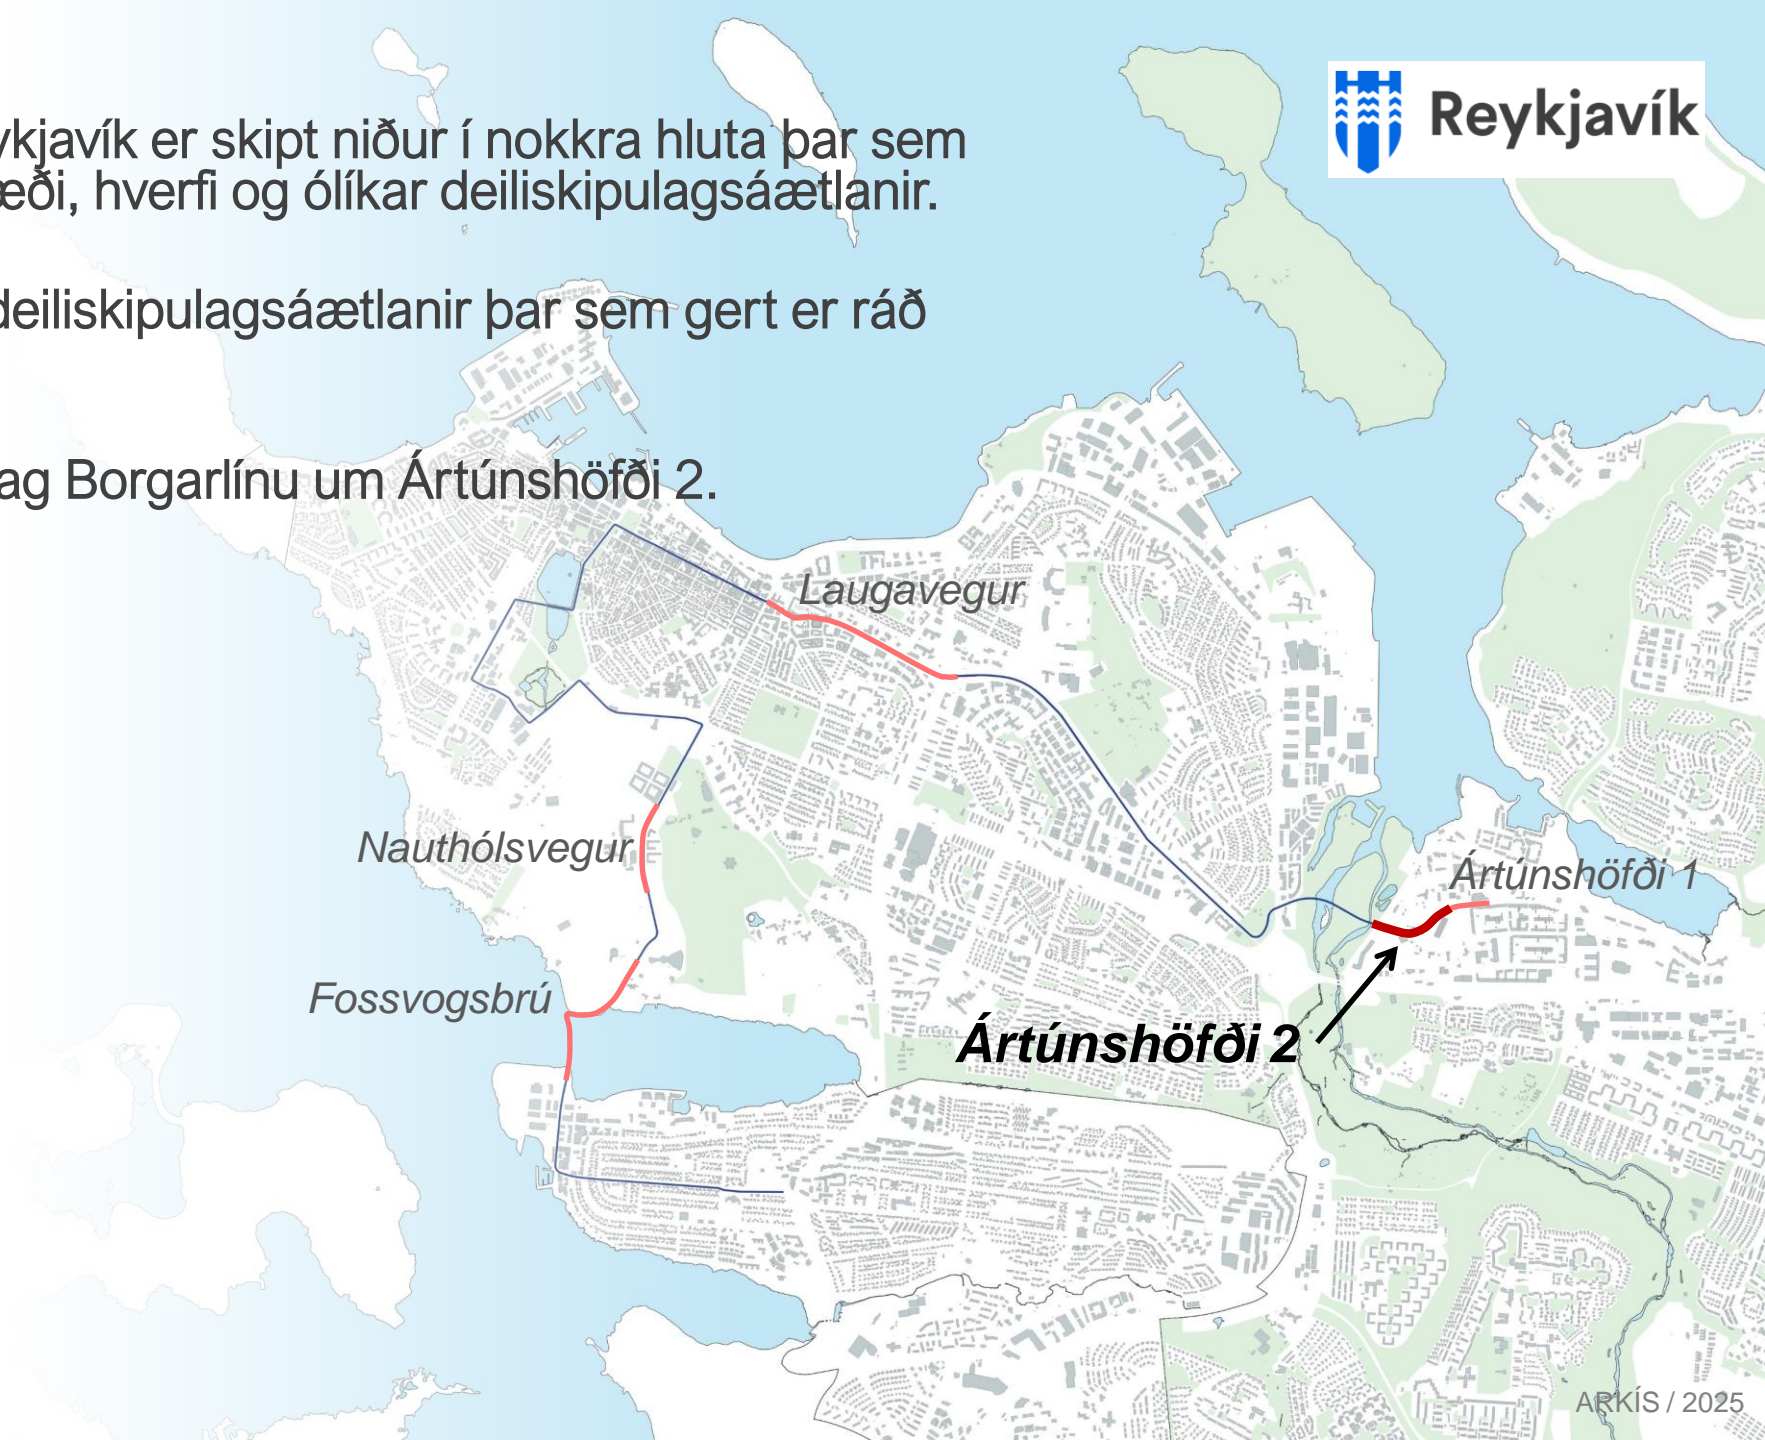 Reykjavík
ykjavík er skipt niður í nokkra hluta þar sem
æði, hverfi og ólíkar deiliskipulagsáætlanir.
deiliskipulagsáætlanir þar sem gert er ráð
ag Borgarlínu um Ártúnshöfði 2.
Laugavegur
Nauthólsvegur
Ártúnshöfði 1
Fossvogsbrú
Ártúnshöfði 2
ARKÍS / 2025